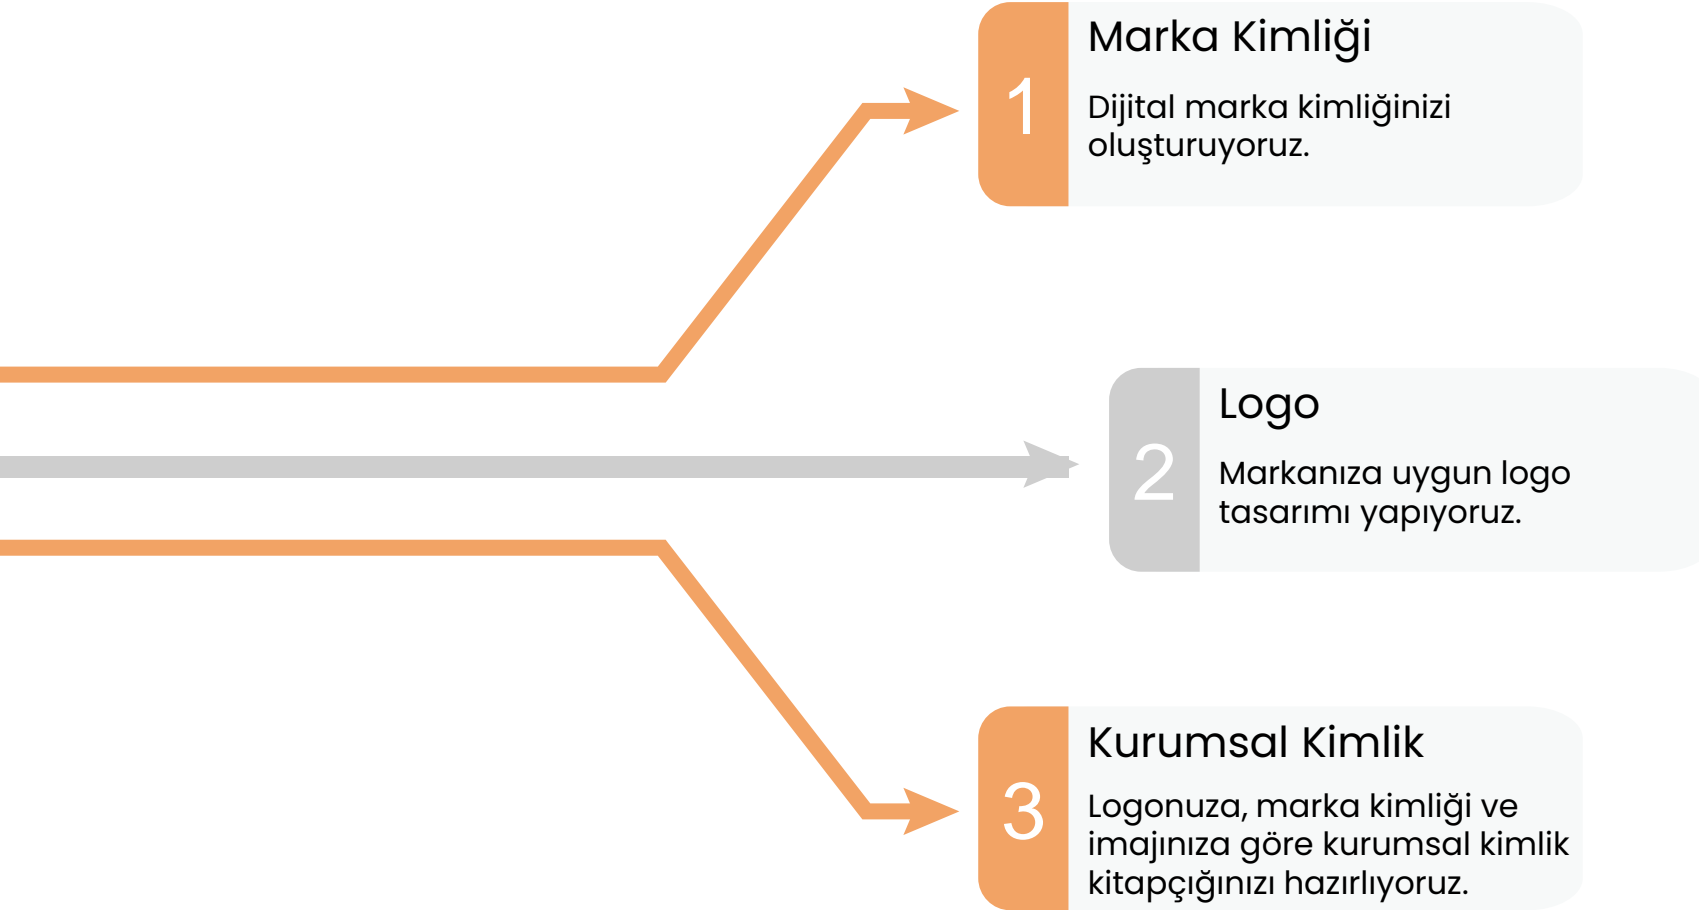 1
Marka Kimliği
Dijital marka kimliğinizi
oluşturuyoruz.
2
Logo
Markanıza uygun logo
tasarımı yapıyoruz.
3
Kurumsal Kimlik
Logonuza, marka kimliği ve
imajınıza göre kurumsal kimlik
kitapçığınızı hazırlıyoruz.